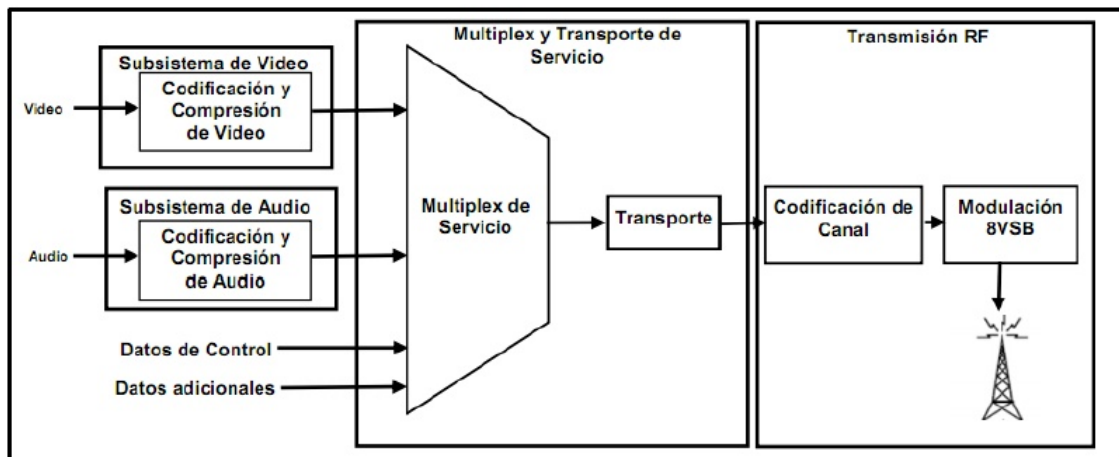 Subsistema de Video
Video
Codificación y
Compresión
de Video
Subsistema de Audio
Audio
Codificación y
Compresión
de Audio
Datos de Control
Datos adicionales
Multiplex y Transporte de
Servicio
Multiplex de
Servicio
Transporte
Transmisión RF
Codificación de
Canal
Modulación
8VSB